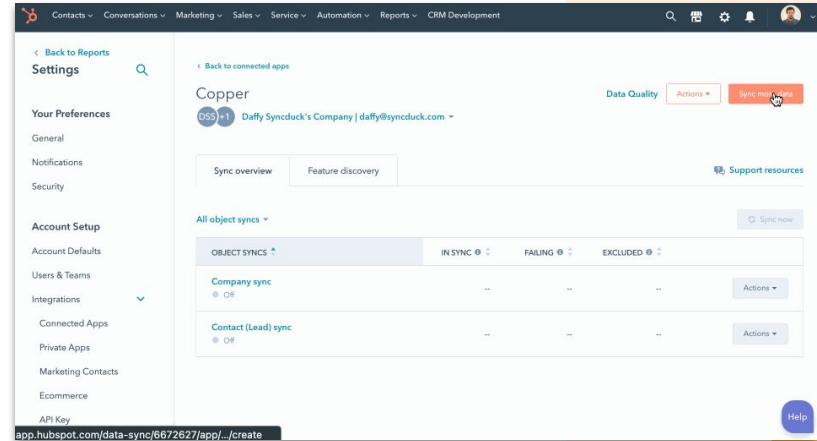 Contacts Conversations Marketing Sales Service Automation Reports CRM Development
Back to Reports
Settings
Your Preferences
General
Notifications
Security
Account Setup
Account Defaults
Users & Teams
Integrations
Connected Apps
Private Apps
Marketing Contacts
Ecommerce
API Key
Back to connected apps
Copper
Data Quality Actions Sync more data
DSS +1 Daffy Syncduck's Company | daffy@syncduck.com
Sync overview Feature discovery Support resources
All object syncs Sync now
OBJECT SYNCS IN SYNC FAILING EXCLUDED
Company sync
Off -- -- -- Actions
Contact (Lead) sync
Off -- -- -- Actions
Help
app.hubspot.com/data-sync/6672627/app/.../create